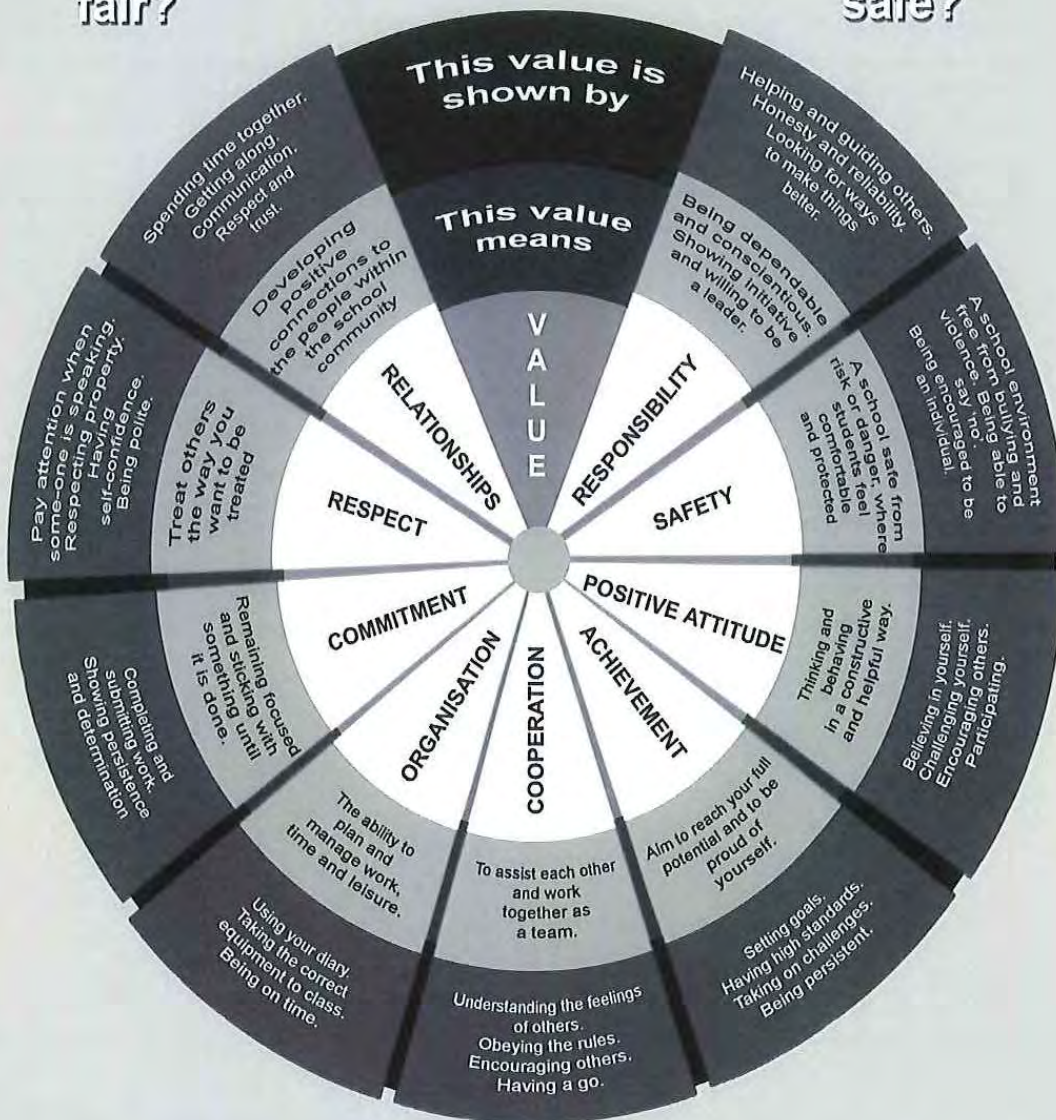 fair?
safe?
This value is
shown by
This value
means
VALUE
Helping and guiding others.
Honesty and reliability.
Looking for ways
to make things
better.
Being dependable
and conscientious.
Showing initiative
and willing to be
a leader.
RESPONSIBILITY
A school environment
free from bullying and
violence. Being able to
say 'no'.
Being encouraged to be
an individual.
A school safe from
risk or danger, where
students feel
comfortable
and protected
SAFETY
Believing in yourself.
Challenging yourself.
Encouraging others.
Participating.
Thinking and
behaving
in a constructive
and helpful way.
POSITIVE ATTITUDE
Setting goals.
Having high standards.
Taking on challenges.
Being persistent.
Aim to reach your full
potential and to be
proud of
yourself.
ACHIEVEMENT
Understanding the feelings
of others.
Obeying the rules.
Encouraging others.
Having a go.
To assist each other
and work
together as
a team.
COOPERATION
Using your diary.
Taking the correct
equipment to class.
Being on time.
The ability to
plan and
manage work,
time and leisure.
ORGANISATION
Completing and
submitting work.
Showing persistence
and determination
Remaining focused
and sticking with
something until
it is done.
COMMITMENT
Pay attention when
some-one is speaking.
Respecting property.
Having
self-confidence.
Being polite.
Treat others
the way you
want to be
treated
RESPECT
Spending time together.
Getting along.
Communication.
Respect and
trust.
Developing
positive
connections to
the people within
the school
community
RELATIONSHIPS